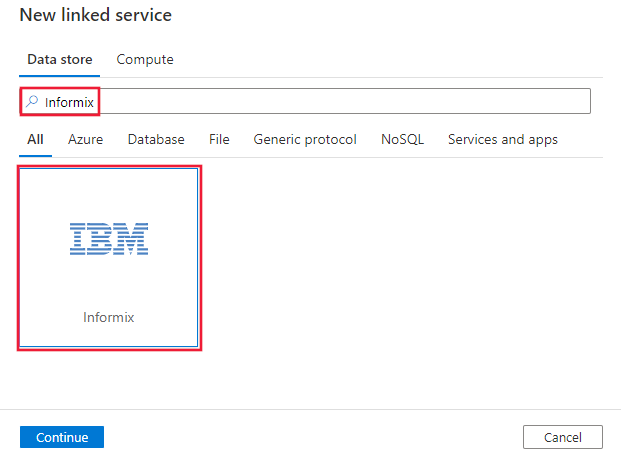 New linked service
Data store Compute
Informix
All Azure Database File Generic protocol NoSQL Services and apps
IBM
Informix
Continue Cancel